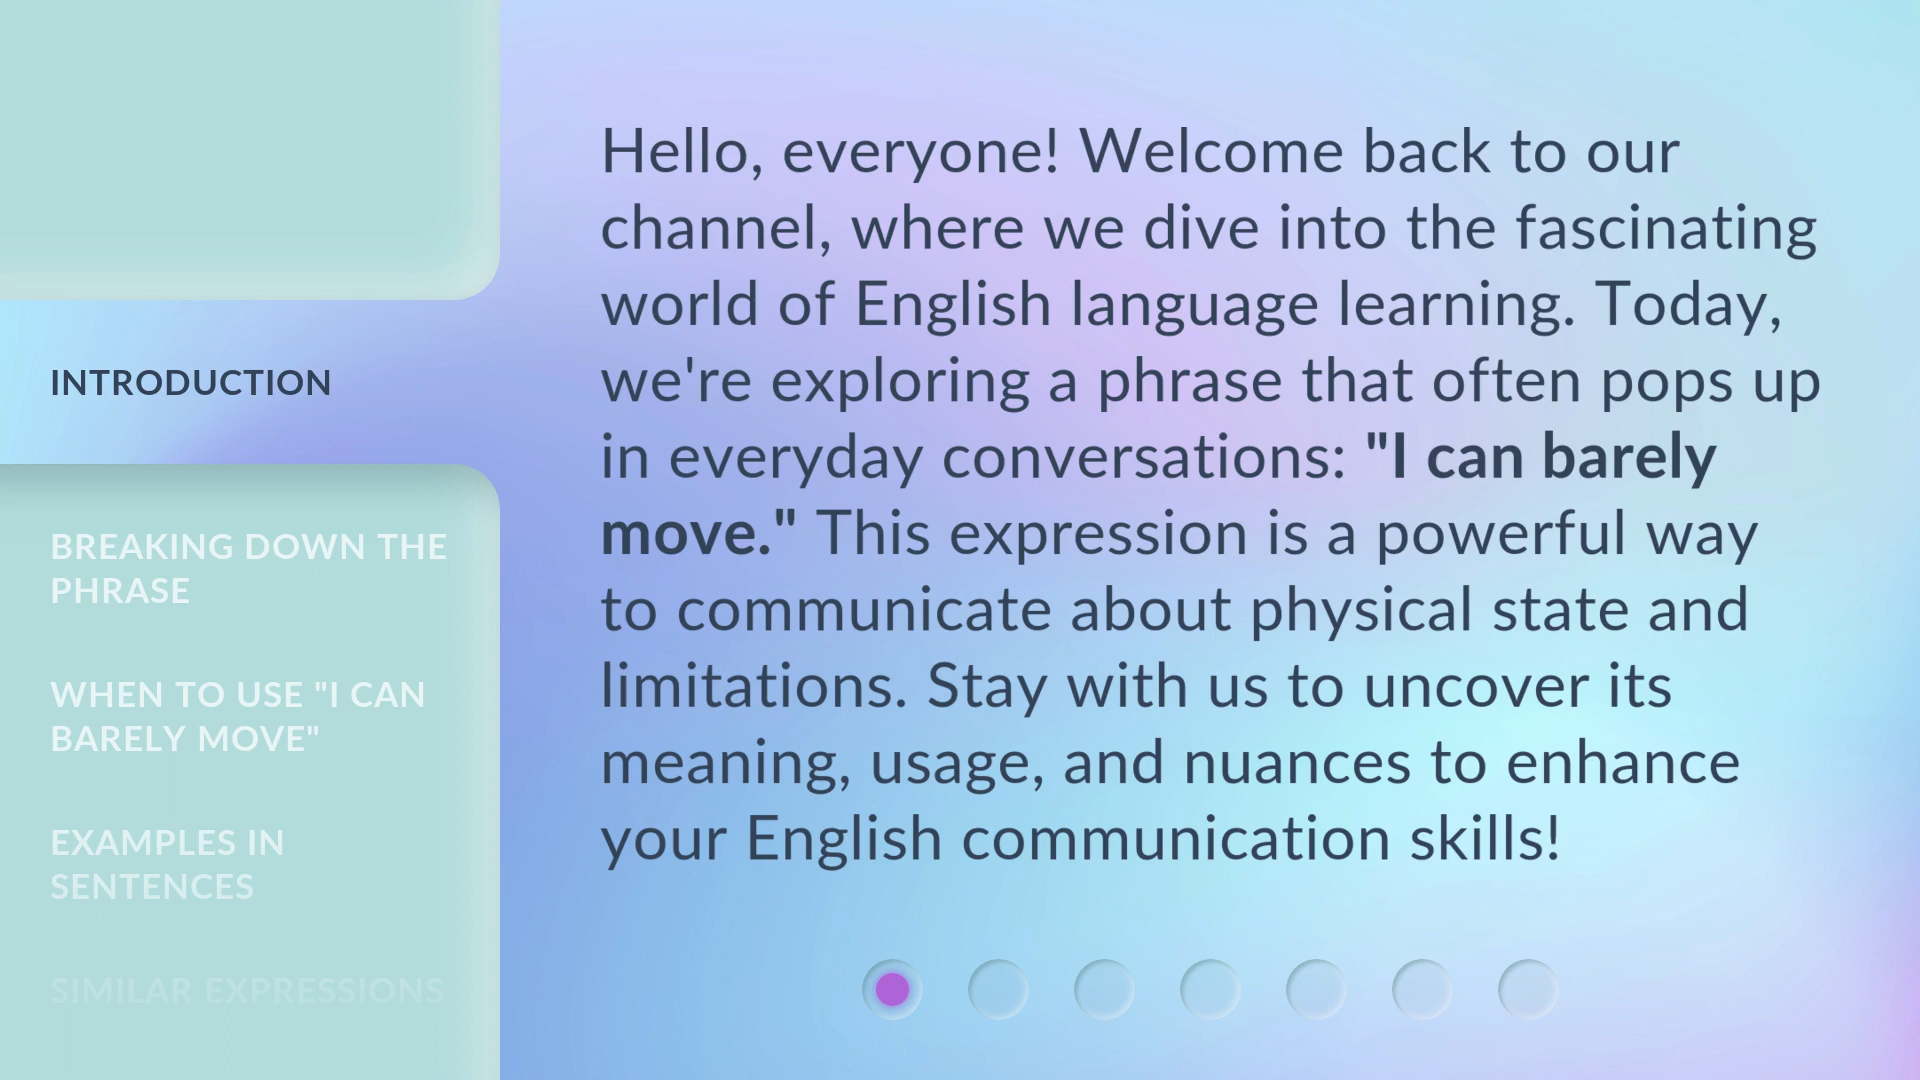 INTRODUCTION
BREAKING DOWN THE
PHRASE
WHEN TO USE "I CAN
BARELY MOVE"
EXAMPLES IN
SENTENCES
SIMILAR EXPRESSIONS
Hello, everyone! Welcome back to our
channel, where we dive into the fascinating
world of English language learning. Today,
we're exploring a phrase that often pops up
in everyday conversations: "I can barely
move." This expression is a powerful way
to communicate about physical state and
limitations. Stay with us to uncover its
meaning, usage, and nuances to enhance
your English communication skills!